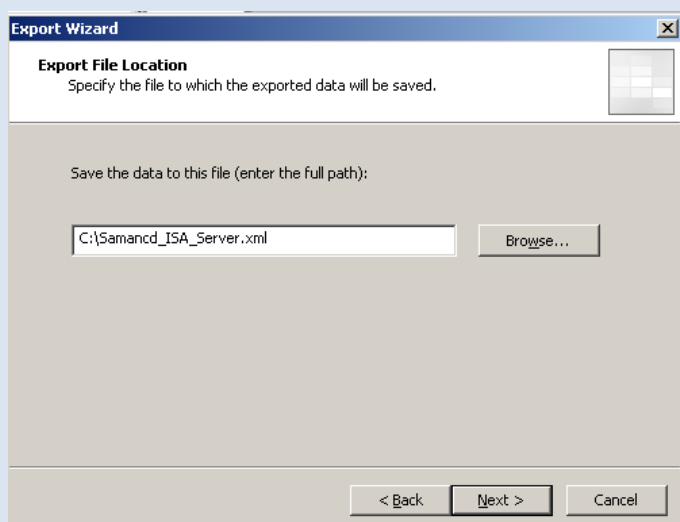 Export Wizard
Export File Location
Specify the file to which the exported data will be saved.
Save the data to this file (enter the full path):
C:\Samancd_ISA_Server.xml
Browse...
< Back
Next >
Cancel